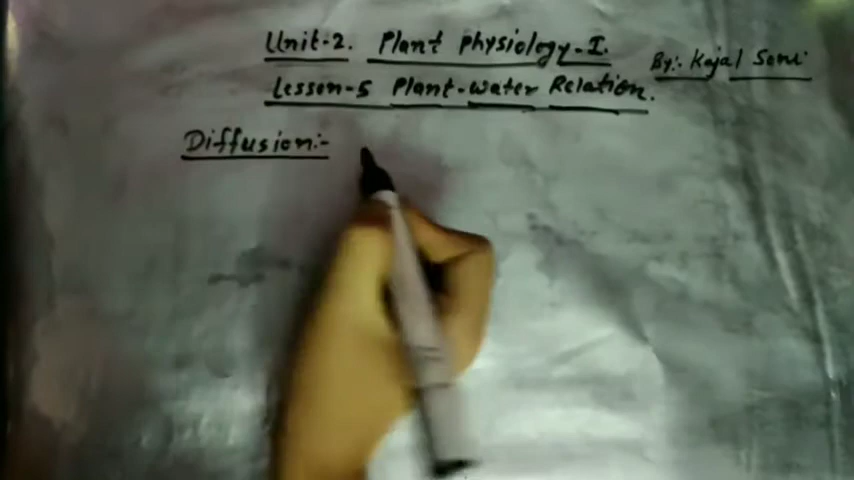 Unit-2. Plant Physiology-I.
By:- Kajal Soni
Lesson-5 Plant-water Relation.
Diffusion:-